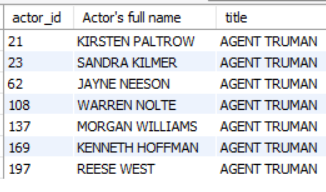 actor_id Actor's full name title
21 KIRSTEN PALTROW AGENT TRUMAN
23 SANDRA KILMER AGENT TRUMAN
62 JAYNE NEESON AGENT TRUMAN
108 WARREN NOLTE AGENT TRUMAN
137 MORGAN WILLIAMS AGENT TRUMAN
169 KENNETH HOFFMAN AGENT TRUMAN
197 REESE WEST AGENT TRUMAN